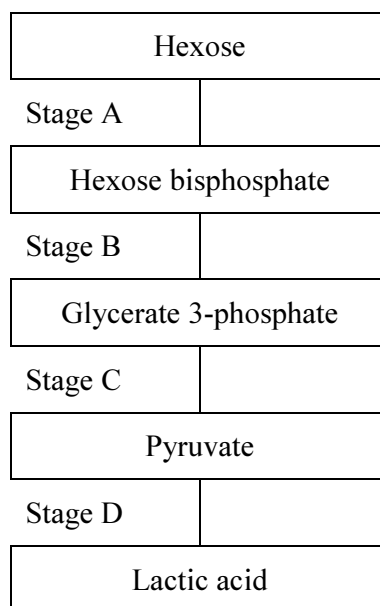 Hexose
Stage A
Hexose bisphosphate
Stage B
Glycerate 3-phosphate
Stage C
Pyruvate
Stage D
Lactic acid